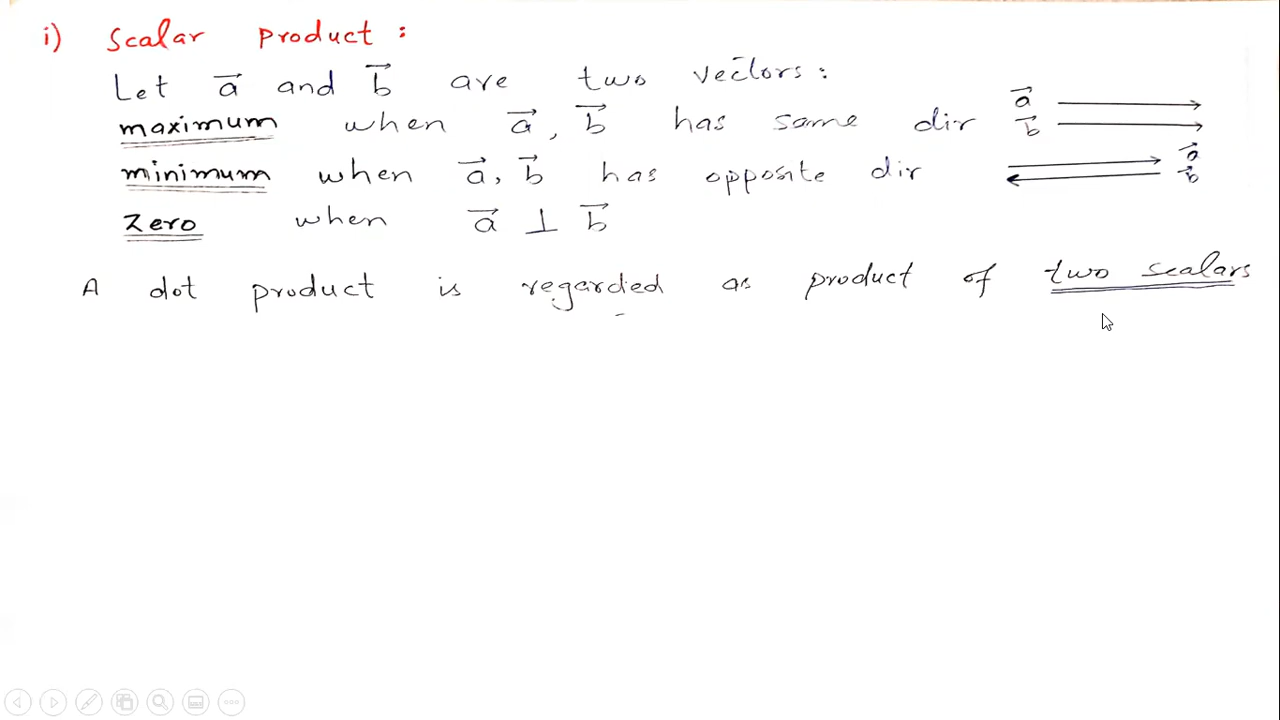 i) Scalar product :
Let a⃗ and b⃗ are two vectors :
maximum when a⃗, b⃗ has same dir a⃗ b⃗
minimum when a⃗, b⃗ has opposite dir a⃗ b⃗
Zero when a⃗ ⊥ b⃗
A dot product is regarded as product of two scalars